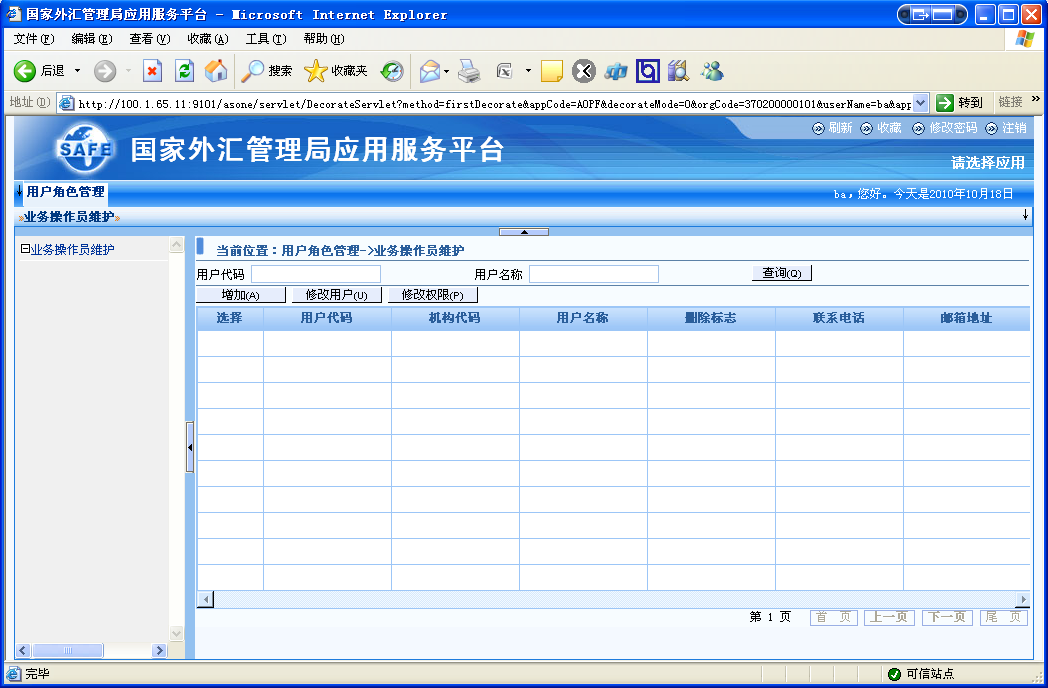 国家外汇管理局应用服务平台 - Microsoft Internet Explorer
文件(F) 编辑(E) 查看(V) 收藏(A) 工具(T) 帮助(H)
后退 搜索 收藏夹
地址(D) http://100.1.65.11:9101/asone/servlet/DecorateServlet?method=firstDecorate&appCode=AOPF&decorateMode=0&orgCode=370200000101&userName=ba&app 转到 链接 »
刷新 收藏 修改密码 注销
SAFE 国家外汇管理局应用服务平台
请选择应用
用户角色管理 ba,您好。今天是2010年10月18日
»业务操作员维护»
业务操作员维护
当前位置:用户角色管理->业务操作员维护
用户代码 用户名称 查询(Q)
增加(A) 修改用户(U) 修改权限(P)
选择 用户代码 机构代码 用户名称 删除标志 联系电话 邮箱地址
第 1 页 首 页 上一页 下一页 尾 页
完毕 可信站点